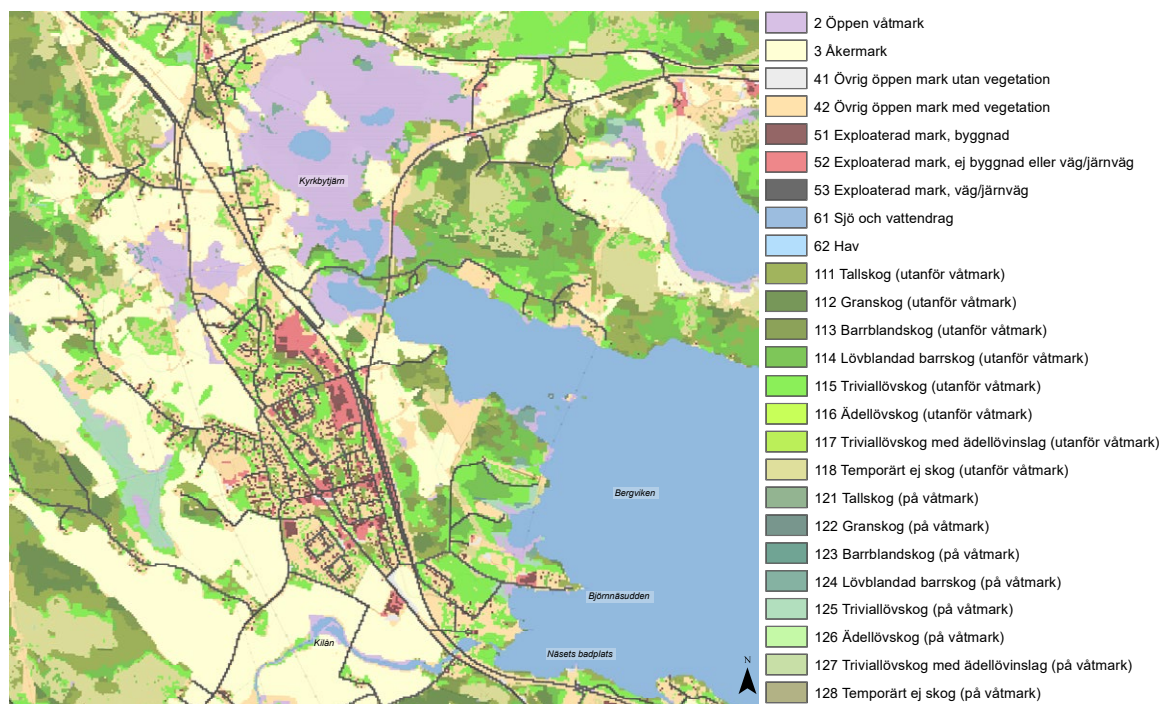 Kyrkbytjärn
Bergviken
Björnnäsudden
Kilån
Näsets badplats
N
2 Öppen våtmark
3 Åkermark
41 Övrig öppen mark utan vegetation
42 Övrig öppen mark med vegetation
51 Exploaterad mark, byggnad
52 Exploaterad mark, ej byggnad eller väg/järnväg
53 Exploaterad mark, väg/järnväg
61 Sjö och vattendrag
62 Hav
111 Tallskog (utanför våtmark)
112 Granskog (utanför våtmark)
113 Barrblandskog (utanför våtmark)
114 Lövblandad barrskog (utanför våtmark)
115 Triviallövskog (utanför våtmark)
116 Ädellövskog (utanför våtmark)
117 Triviallövskog med ädellövinslag (utanför våtmark)
118 Temporärt ej skog (utanför våtmark)
121 Tallskog (på våtmark)
122 Granskog (på våtmark)
123 Barrblandskog (på våtmark)
124 Lövblandad barrskog (på våtmark)
125 Triviallövskog (på våtmark)
126 Ädellövskog (på våtmark)
127 Triviallövskog med ädellövinslag (på våtmark)
128 Temporärt ej skog (på våtmark)